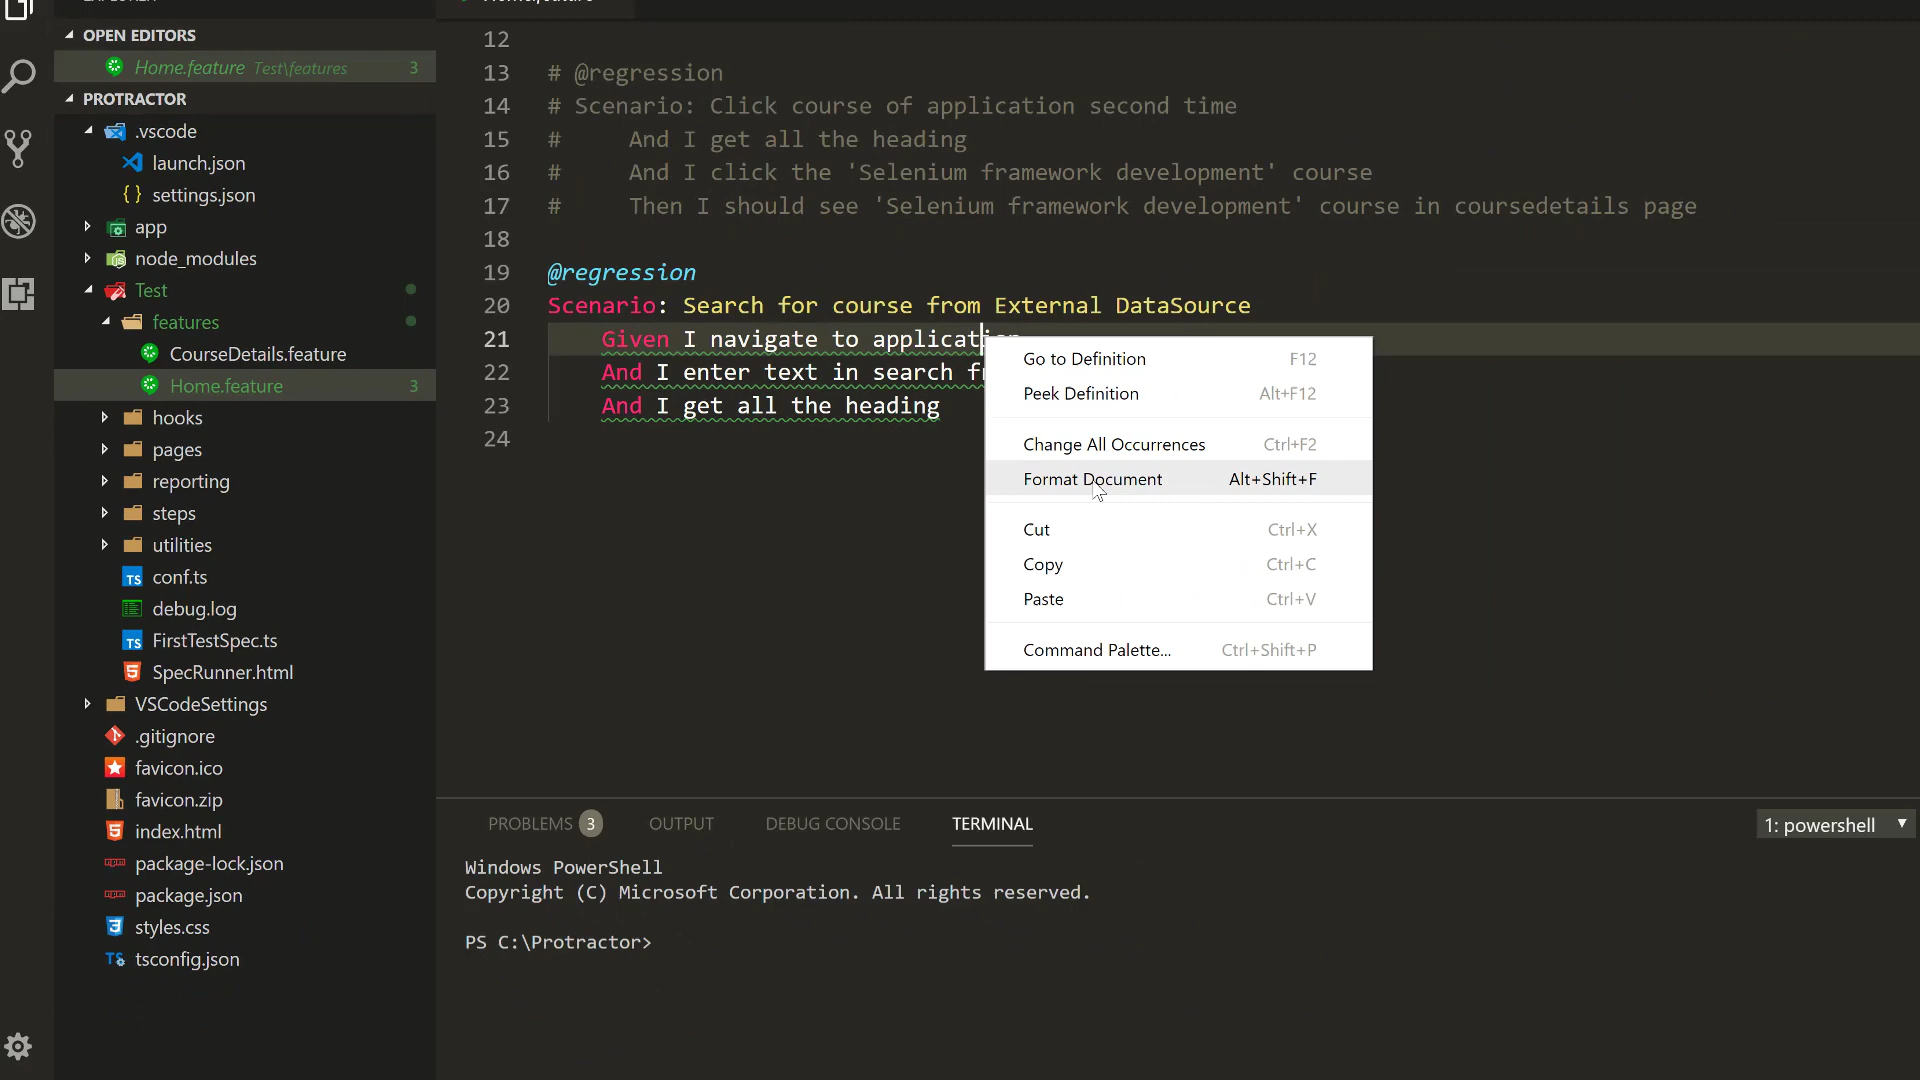 OPEN EDITORS
Home.feature Test\features 3
PROTRACTOR
.vscode
launch.json
settings.json
app
node_modules
Test
features
CourseDetails.feature
Home.feature 3
hooks
pages
reporting
steps
utilities
conf.ts
debug.log
FirstTestSpec.ts
SpecRunner.html
VSCodeSettings
.gitignore
favicon.ico
favicon.zip
index.html
package-lock.json
package.json
styles.css
tsconfig.json
12
13 # @regression
14 # Scenario: Click course of application second time
15 # And I get all the heading
16 # And I click the 'Selenium framework development' course
17 # Then I should see 'Selenium framework development' course in coursedetails page
18
19 @regression
20 Scenario: Search for course from External DataSource
21 Given I navigate to application
22 And I enter text in search
23 And I get all the heading
24
Go to Definition F12
Peek Definition Alt+F12
Change All Occurrences Ctrl+F2
Format Document Alt+Shift+F
Cut Ctrl+X
Copy Ctrl+C
Paste Ctrl+V
Command Palette... Ctrl+Shift+P
PROBLEMS 3 OUTPUT DEBUG CONSOLE TERMINAL 1: powershell
Windows PowerShell
Copyright (C) Microsoft Corporation. All rights reserved.
PS C:\Protractor>